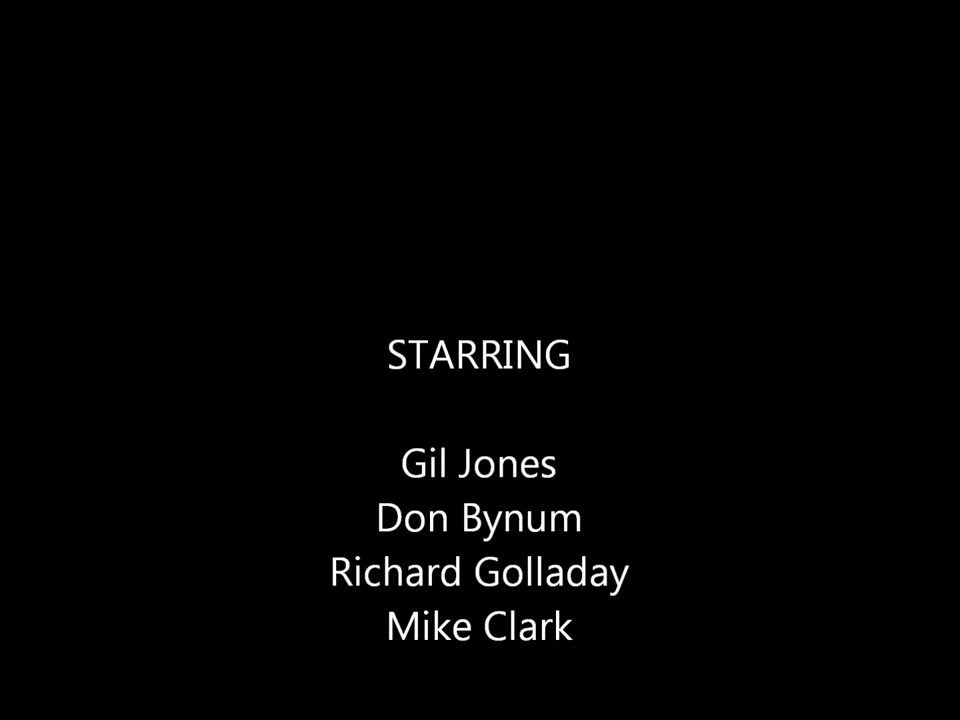 STARRING
Gil Jones
Don Bynum
Richard Golladay
Mike Clark